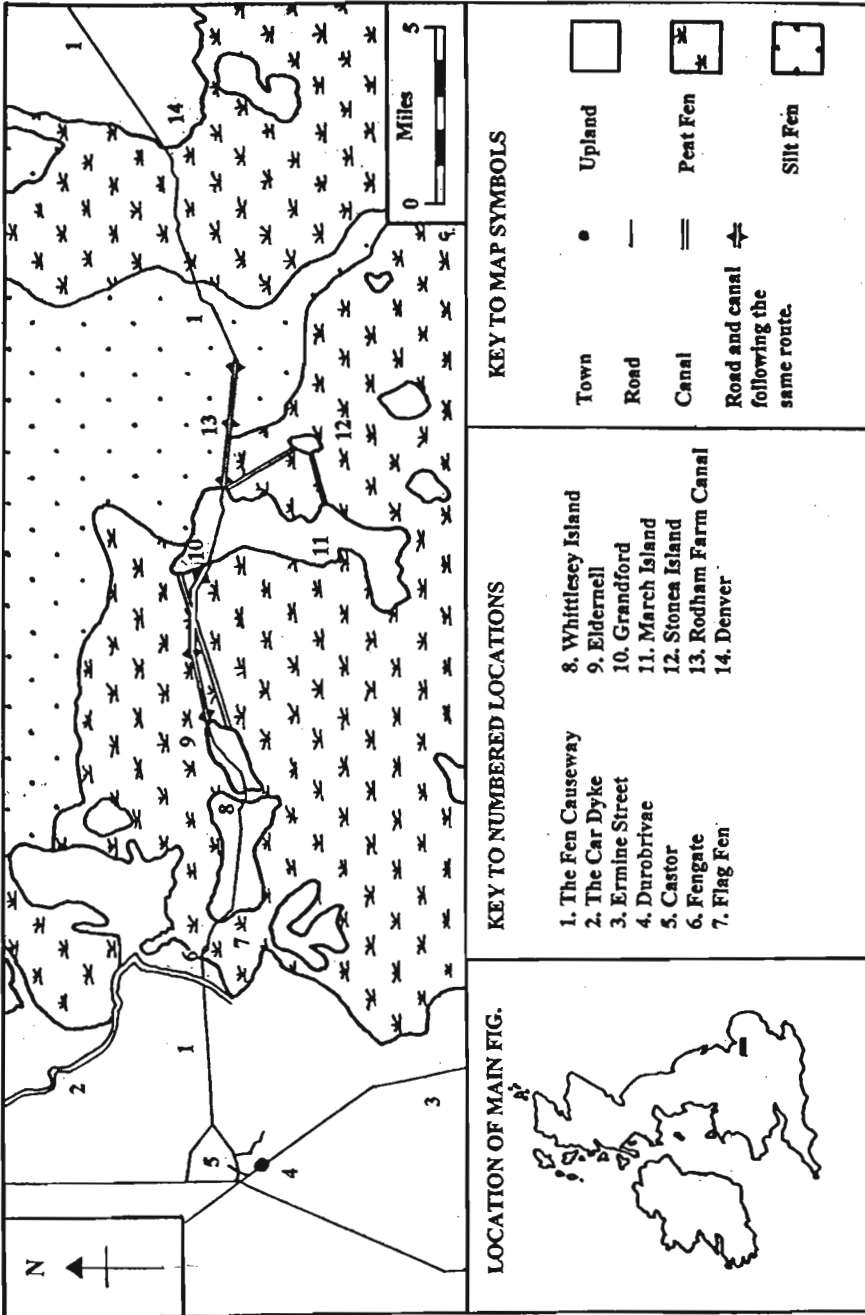 N
1
1
1
2
3
4
5
6
7
8
9
10
11
12
13
14
Miles
0 5
LOCATION OF MAIN FIG.
KEY TO NUMBERED LOCATIONS
1. The Fen Causeway
2. The Car Dyke
3. Ermine Street
4. Durobrivae
5. Castor
6. Fengate
7. Flag Fen
8. Whittlesey Island
9. Eldernell
10. Grandford
11. March Island
12. Stonea Island
13. Rodham Farm Canal
14. Denver
KEY TO MAP SYMBOLS
Town
Road
Canal
Road and canal
following the
same route.
Upland
Peat Fen
Silt Fen